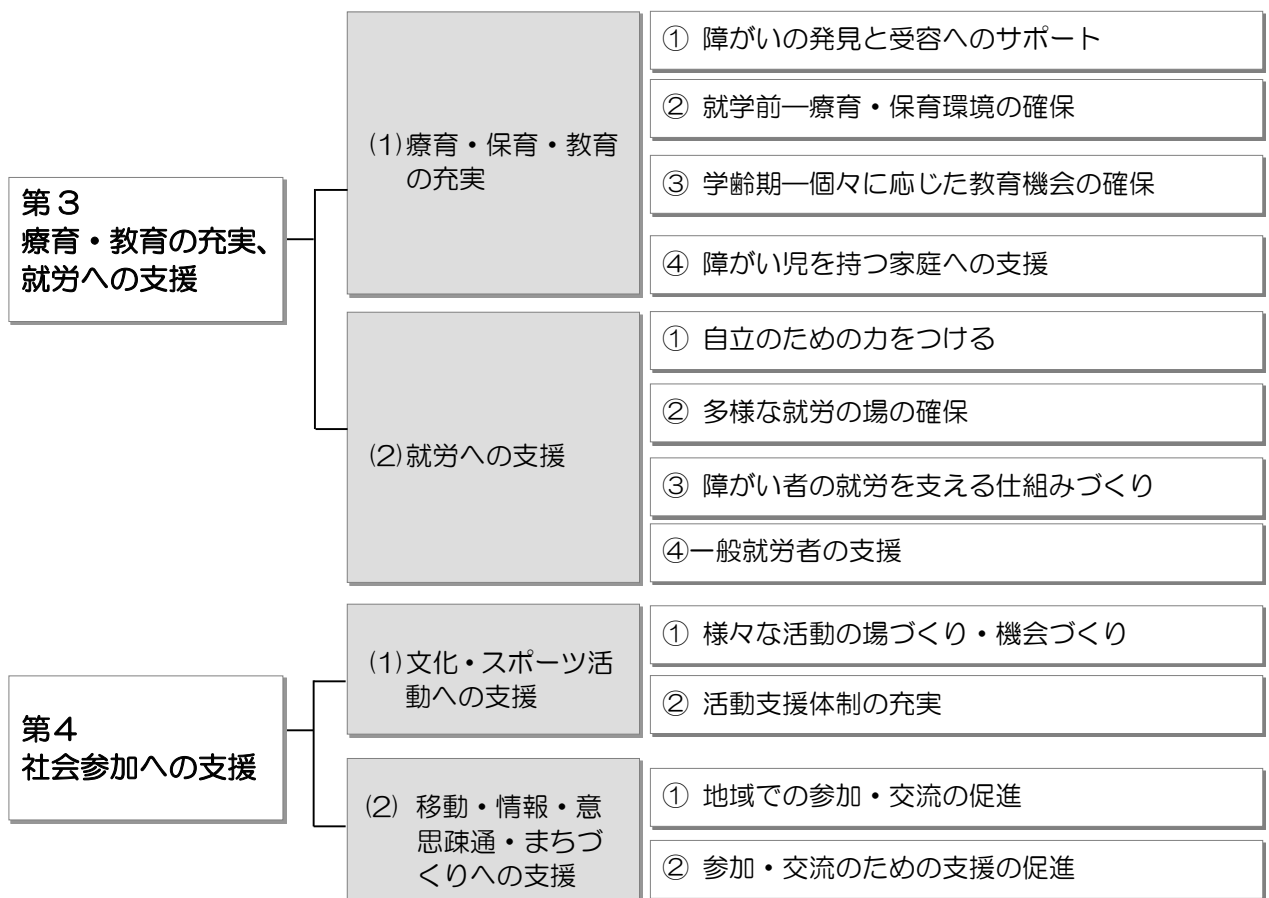 第３
療育・教育の充実、
就労への支援
⑴療育・保育・教育
の充実
① 障がいの発見と受容へのサポート
② 就学前―療育・保育環境の確保
③ 学齢期―個々に応じた教育機会の確保
④ 障がい児を持つ家庭への支援
⑵就労への支援
① 自立のための力をつける
② 多様な就労の場の確保
③ 障がい者の就労を支える仕組みづくり
④一般就労者の支援
第４
社会参加への支援
⑴文化・スポーツ活
動への支援
① 様々な活動の場づくり・機会づくり
② 活動支援体制の充実
⑵ 移動・情報・意
思疎通・まちづ
くりへの支援
① 地域での参加・交流の促進
② 参加・交流のための支援の促進